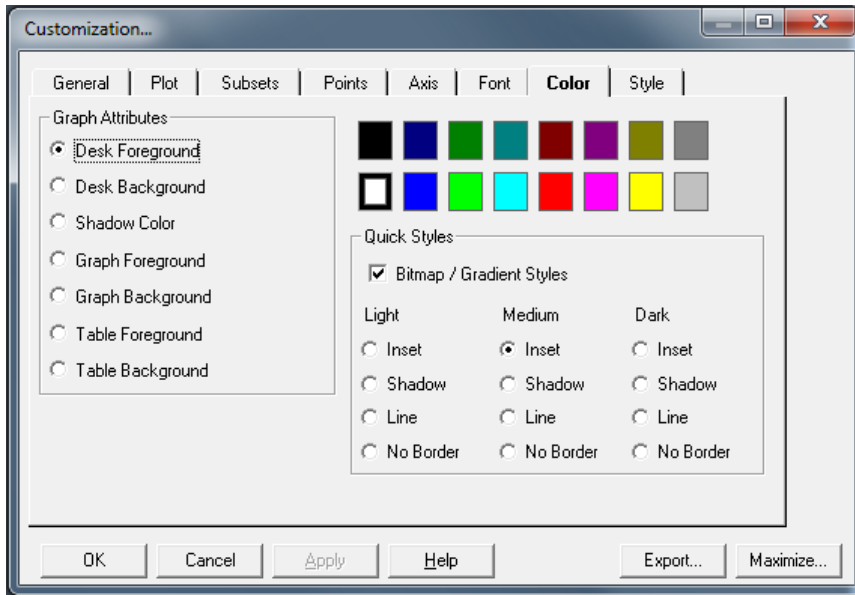 Customization...
General Plot Subsets Points Axis Font Color Style
Graph Attributes
Desk Foreground
Desk Background
Shadow Color
Graph Foreground
Graph Background
Table Foreground
Table Background
Quick Styles
Bitmap / Gradient Styles
Light Medium Dark
Inset Inset Inset
Shadow Shadow Shadow
Line Line Line
No Border No Border No Border
OK Cancel Apply Help Export... Maximize...